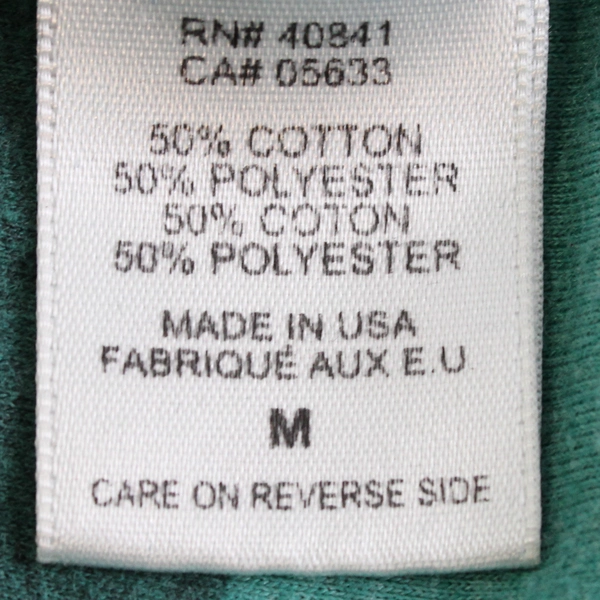 RN# 40841
CA# 05633
50% COTTON
50% POLYESTER
50% COTON
50% POLYESTER
MADE IN USA
FABRIQUÉ AUX E.U
M
CARE ON REVERSE SIDE